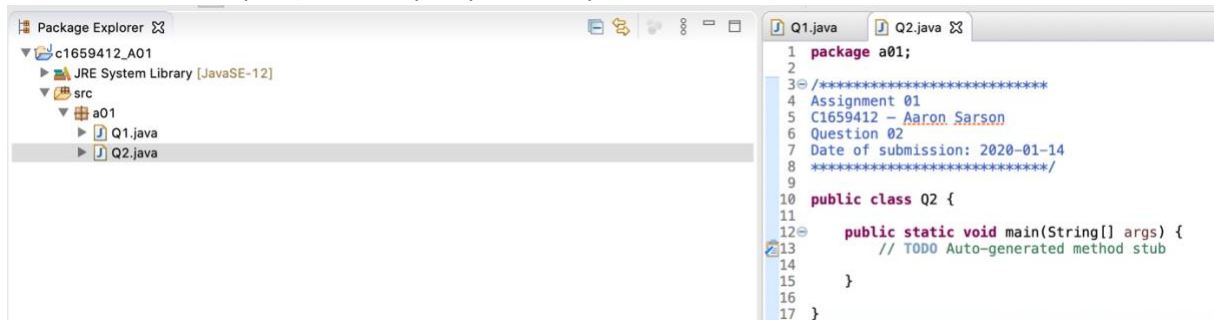 Package Explorer
c1659412_A01
JRE System Library [JavaSE-12]
src
a01
Q1.java
Q2.java
Q1.java
Q2.java
1 package a01;
2
3 /***************************
4 Assignment 01
5 C1659412 – Aaron Sarson
6 Question 02
7 Date of submission: 2020-01-14
8 ****************************/
9
10 public class Q2 {
11
12 public static void main(String[] args) {
13 // TODO Auto-generated method stub
14
15 }
16
17 }